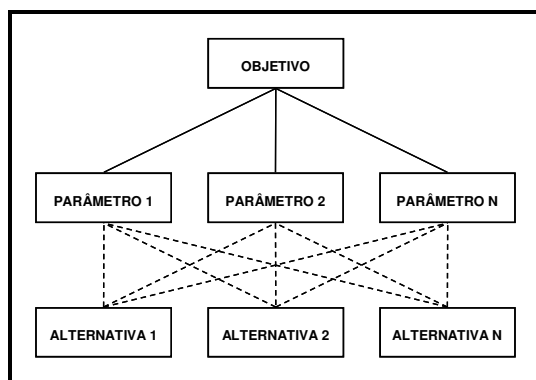 OBJETIVO
PARÂMETRO 1 PARÂMETRO 2 PARÂMETRO N
ALTERNATIVA 1 ALTERNATIVA 2 ALTERNATIVA N